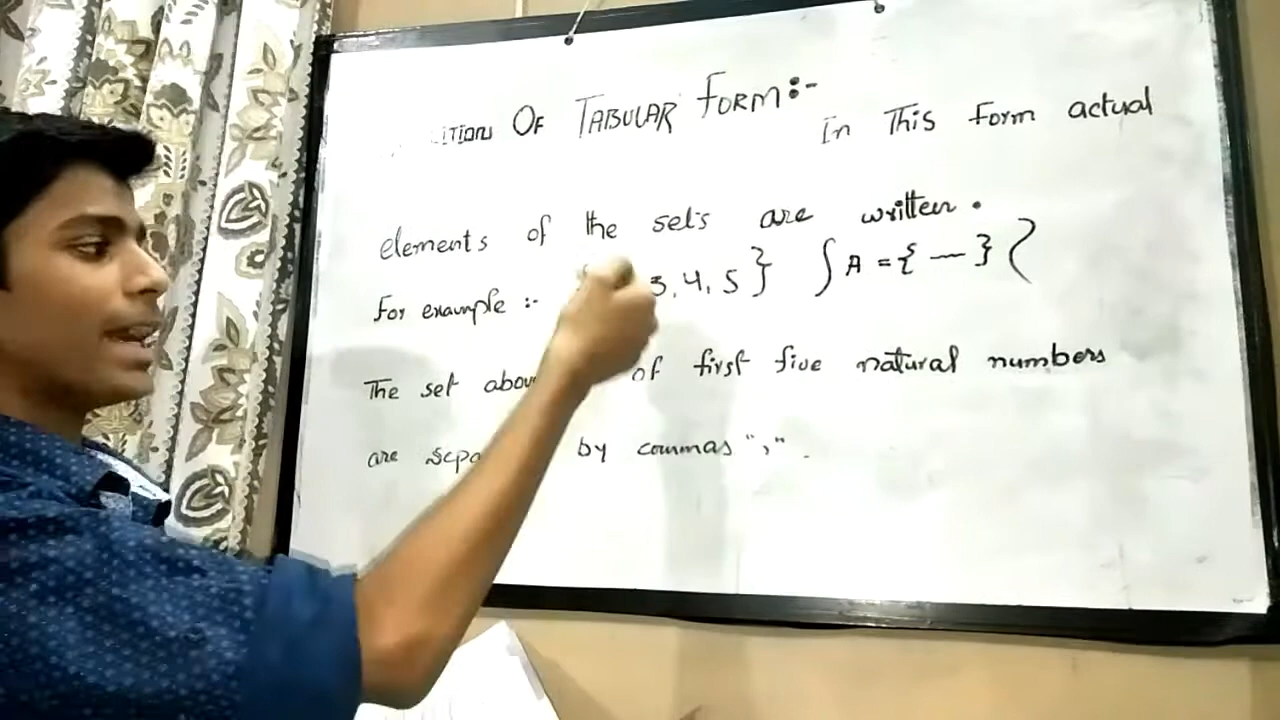 OF TABULAR FORM:- In This form actual
elements of the sets are written.
For example :- 3, 4, 5 } A = { — }
The set of first five natural numbers
are by commas ",".